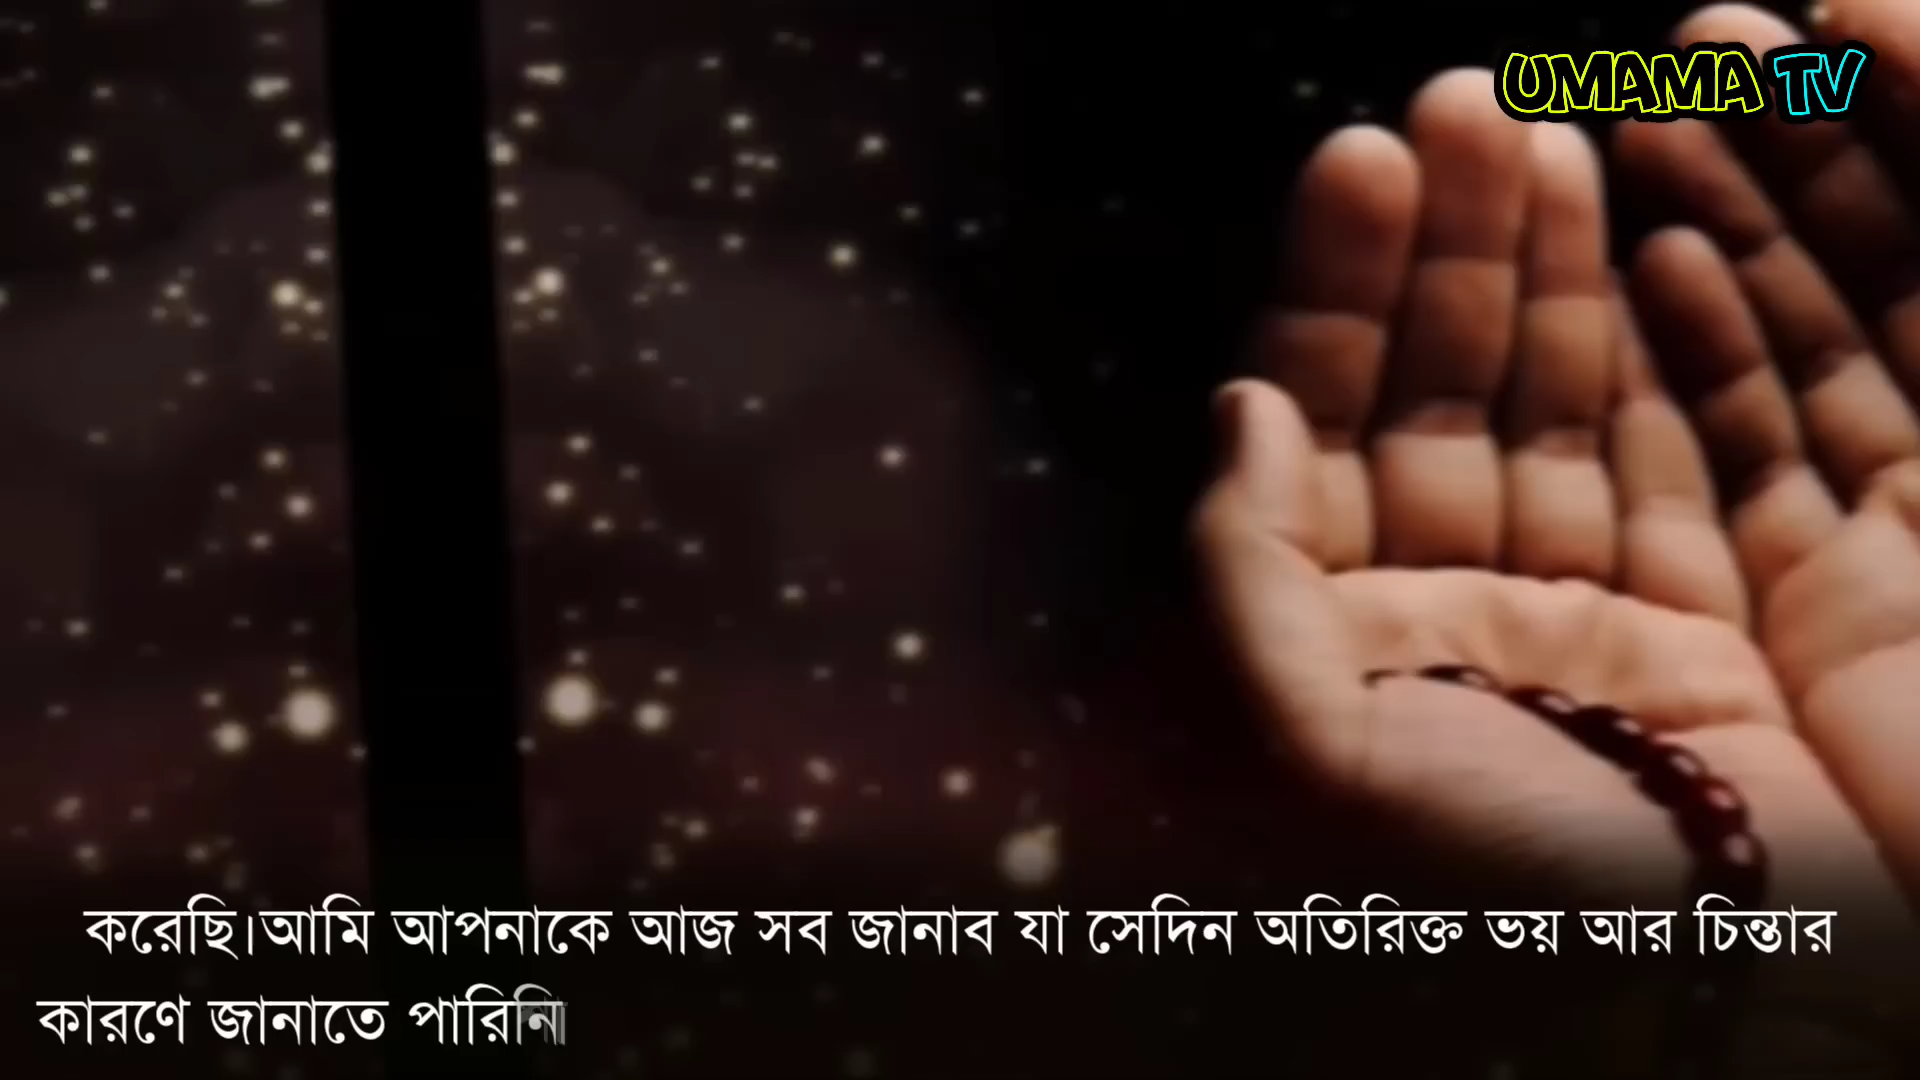 UMAMA TV
করেছি।আমি আপনাকে আজ সব জানাব যা সেদিন অতিরিক্ত ভয় আর চিন্তার
কারণে জানাতে পারিনি